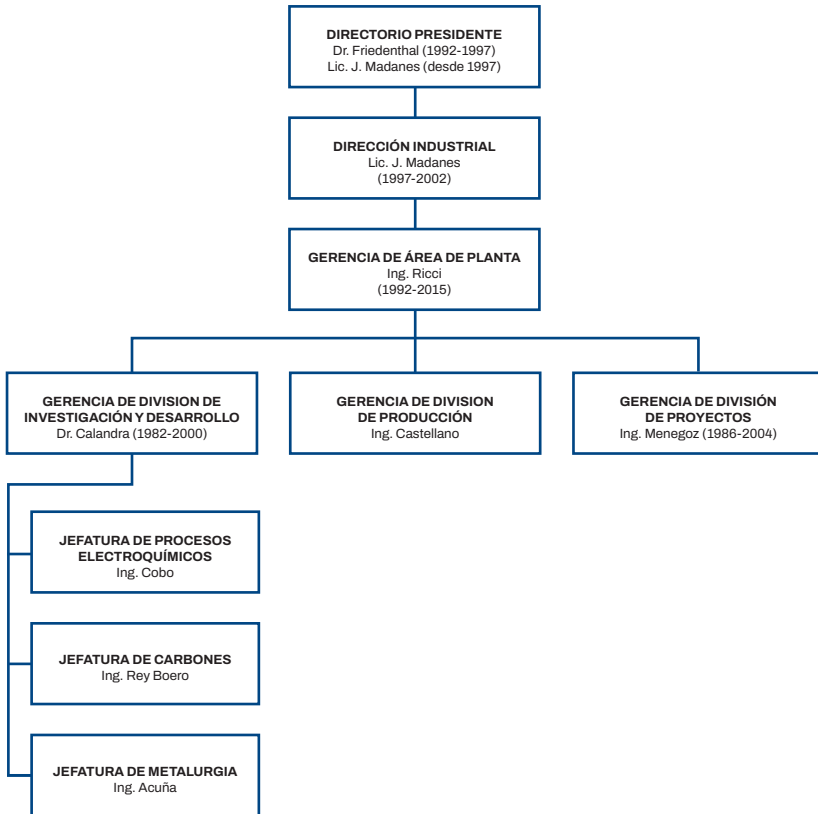 DIRECTORIO PRESIDENTE
Dr. Friedenthal (1992-1997)
Lic. J. Madanes (desde 1997)
DIRECCIÓN INDUSTRIAL
Lic. J. Madanes
(1997-2002)
GERENCIA DE ÁREA DE PLANTA
Ing. Ricci
(1992-2015)
GERENCIA DE DIVISION DE
INVESTIGACIÓN Y DESARROLLO
Dr. Calandra (1982-2000)
GERENCIA DE DIVISION
DE PRODUCCIÓN
Ing. Castellano
GERENCIA DE DIVISIÓN
DE PROYECTOS
Ing. Menegoz (1986-2004)
JEFATURA DE PROCESOS
ELECTROQUÍMICOS
Ing. Cobo
JEFATURA DE CARBONES
Ing. Rey Boero
JEFATURA DE METALURGIA
Ing. Acuña